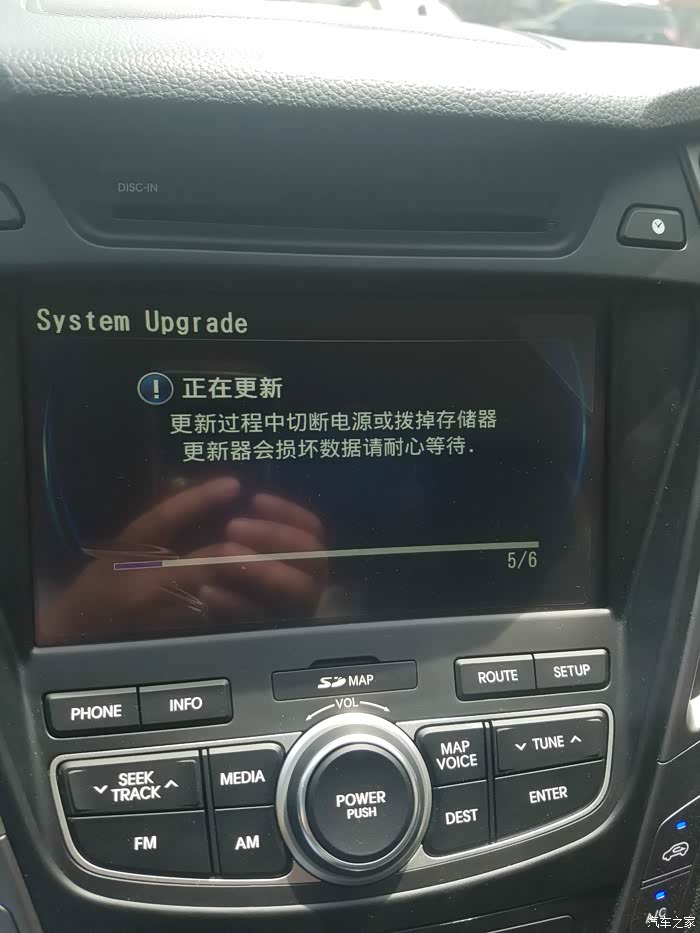 DISC-IN
System Upgrade
! 正在更新
更新过程中切断电源或拨掉存储器
更新器会损坏数据请耐心等待.
5/6
SD MAP
ROUTE
SETUP
PHONE
INFO
VOL
SEEK
TRACK
MEDIA
MAP
VOICE
TUNE
POWER
PUSH
FM
AM
DEST
ENTER
A/C
汽车之家